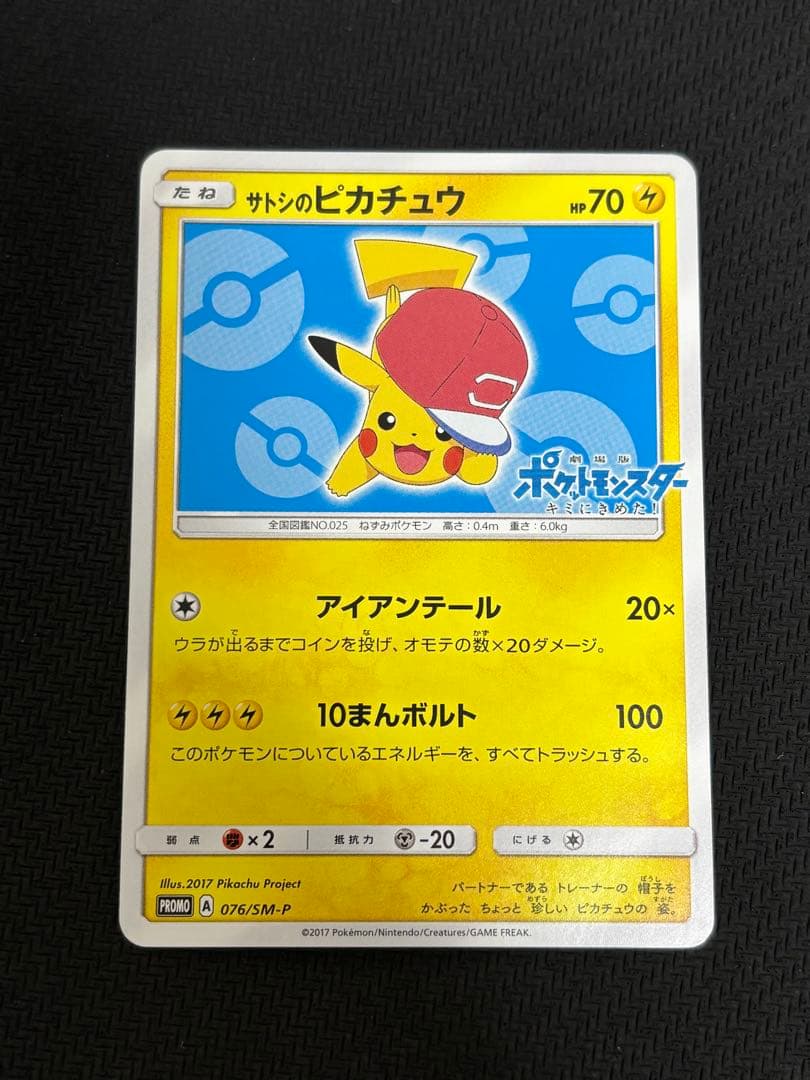 たね サトシのピカチュウ HP70
劇場版
ポケットモンスター
キミにきめた!
全国図鑑NO.025 ねずみポケモン 高さ:0.4m 重さ:6.0kg
アイアンテール 20×
ウラが出るまでコインを投げ、オモテの数×20ダメージ。
10まんボルト 100
このポケモンについているエネルギーを、すべてトラッシュする。
弱点 ×2 抵抗力 -20 にげる
Illus.2017 Pikachu Project
PROMO A 076/SM-P
パートナーである トレーナーの 帽子を
かぶった ちょっと 珍しい ピカチュウの 姿。
©2017 Pokémon/Nintendo/Creatures/GAME FREAK.